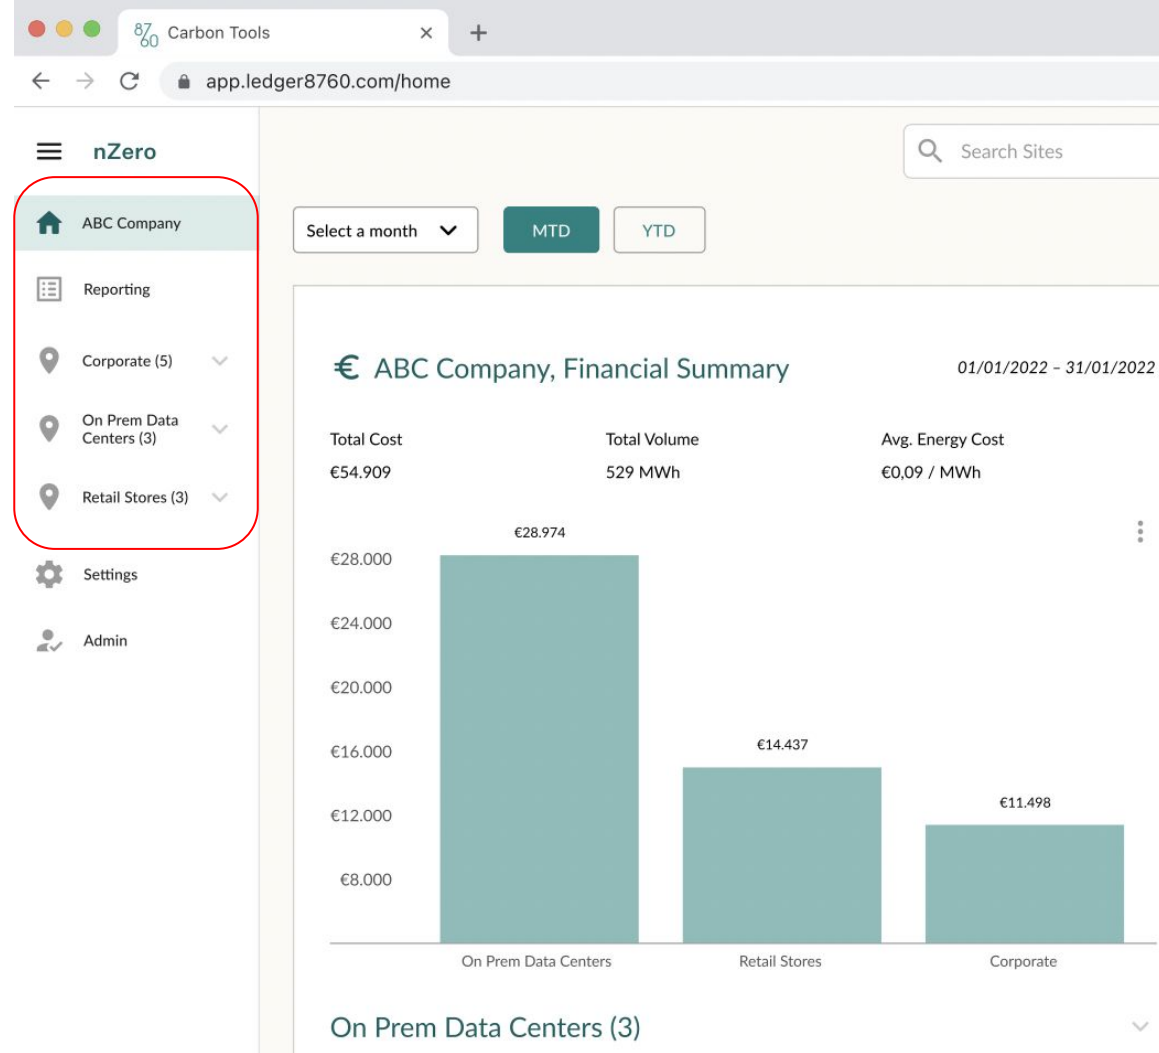 87
60 Carbon Tools
app.ledger8760.com/home
nZero
Search Sites
ABC Company
Reporting
Corporate (5)
On Prem Data
Centers (3)
Retail Stores (3)
Settings
Admin
Select a month
MTD
YTD
€ ABC Company, Financial Summary
01/01/2022 – 31/01/2022
Total Cost
€54.909
Total Volume
529 MWh
Avg. Energy Cost
€0,09 / MWh
€28.974
€28.000
€24.000
€20.000
€16.000
€14.437
€12.000
€11.498
€8.000
On Prem Data Centers
Retail Stores
Corporate
On Prem Data Centers (3)